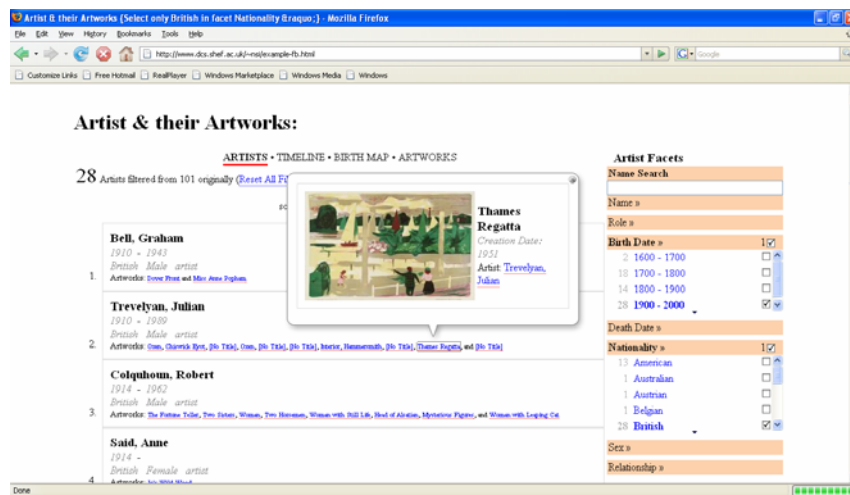 Artist & their Artworks {Select only British in facet Nationality &raquo;} - Mozilla Firefox
File Edit View History Bookmarks Tools Help
http://www.dcs.shef.ac.uk/~nsi/example-fb.html
Google
Customize Links Free Hotmail RealPlayer Windows Marketplace Windows Media Windows
Artist & their Artworks:
ARTISTS • TIMELINE • BIRTH MAP • ARTWORKS
28 Artists filtered from 101 originally (Reset All Fi
Thames
Regatta
Creation Date:
1951
Artist: Trevelyan,
Julian
Bell, Graham
1910 - 1943
British Male artist
1. Artworks: Dover Front and Miss Anne Popham
Trevelyan, Julian
1910 - 1989
British Male artist
2. Artworks: Oxen, Chiswick Eyot, [No Title], Oxen, [No Title], [No Title], Interior, Hammersmith, [No Title], Thames Regatta, and [No Title]
Colquhoun, Robert
1914 - 1962
British Male artist
3. Artworks: The Fortune Teller, Two Sisters, Woman, Two Horsemen, Woman with Still Life, Head of Aleslian, Mysterious Figures, and Woman with Leaping Cat
Said, Anne
1914 -
British Female artist
4. Artworks:
Artist Facets
Name Search
Name »
Role »
Birth Date » 1
2 1600 - 1700
18 1700 - 1800
14 1800 - 1900
28 1900 - 2000
Death Date »
Nationality » 1
13 American
1 Australian
1 Austrian
1 Belgian
28 British
Sex »
Relationship »
Done